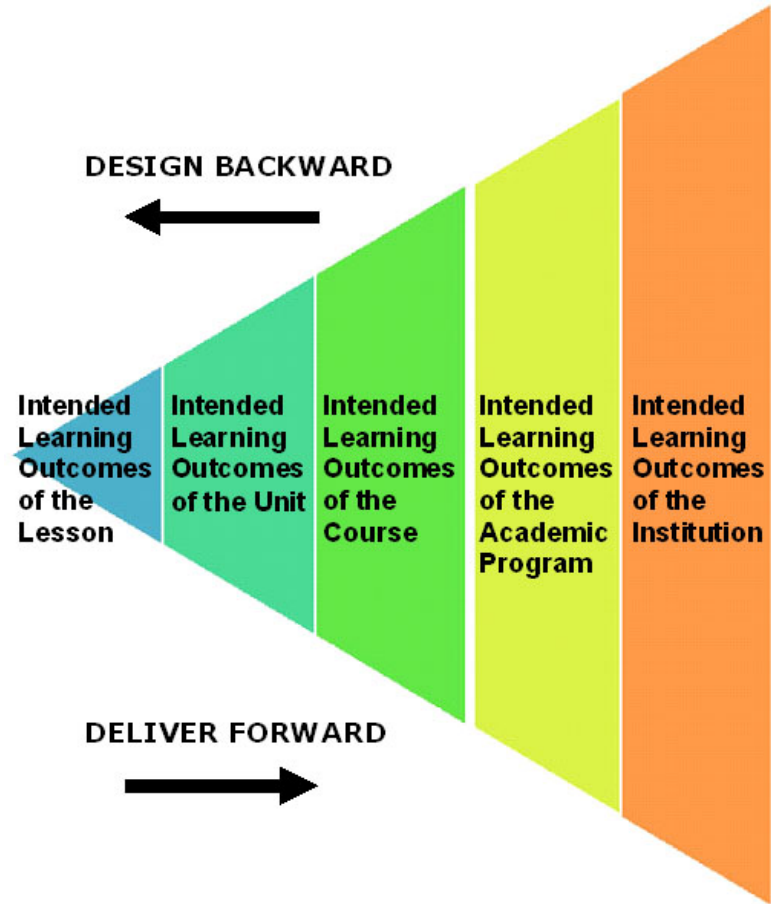 DESIGN BACKWARD
Intended
Learning
Outcomes
of the
Lesson
Intended
Learning
Outcomes
of the Unit
Intended
Learning
Outcomes
of the
Course
Intended
Learning
Outcomes
of the
Academic
Program
Intended
Learning
Outcomes
of the
Institution
DELIVER FORWARD